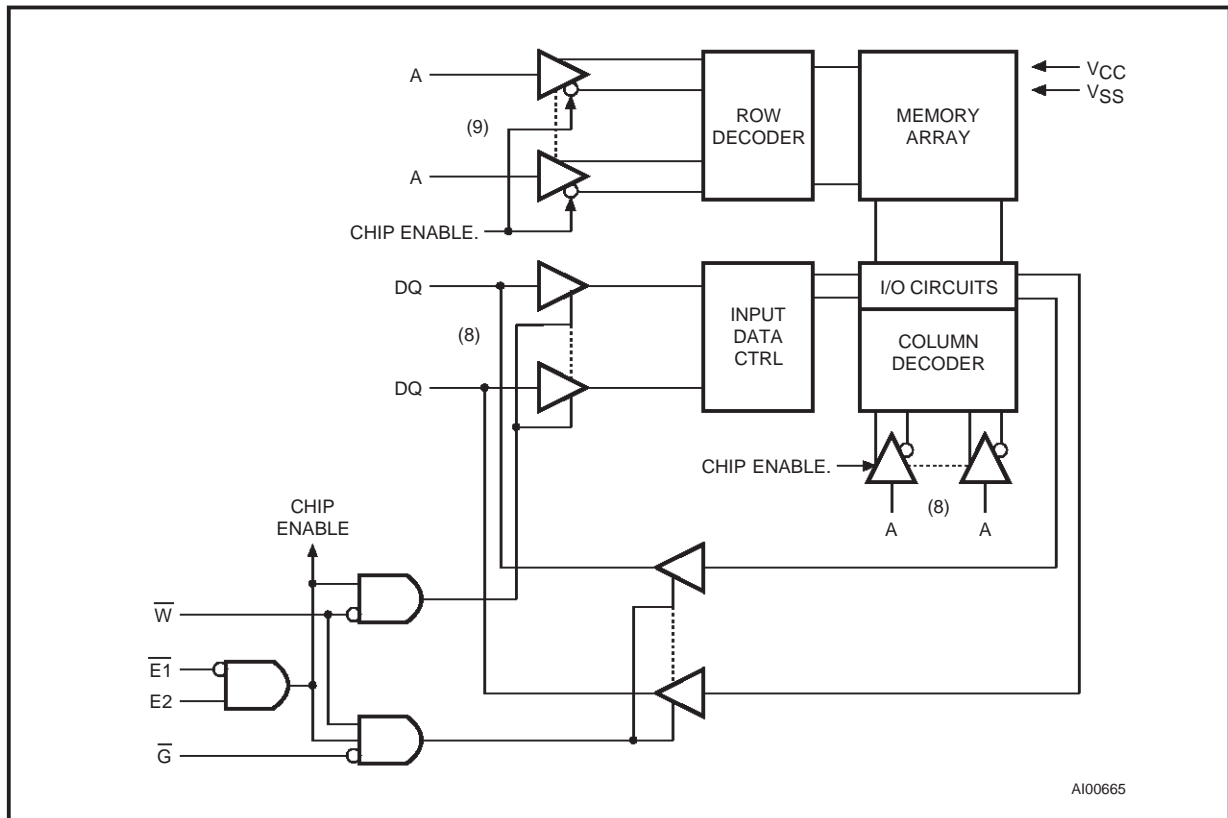 A
VCC
VSS
ROW
DECODER
MEMORY
ARRAY
(9)
A
CHIP ENABLE.
DQ
I/O CIRCUITS
INPUT
DATA
CTRL
(8)
COLUMN
DECODER
DQ
CHIP ENABLE.
(8)
A
A
CHIP
ENABLE
W̅
E̅1̅
E2
G̅
AI00665